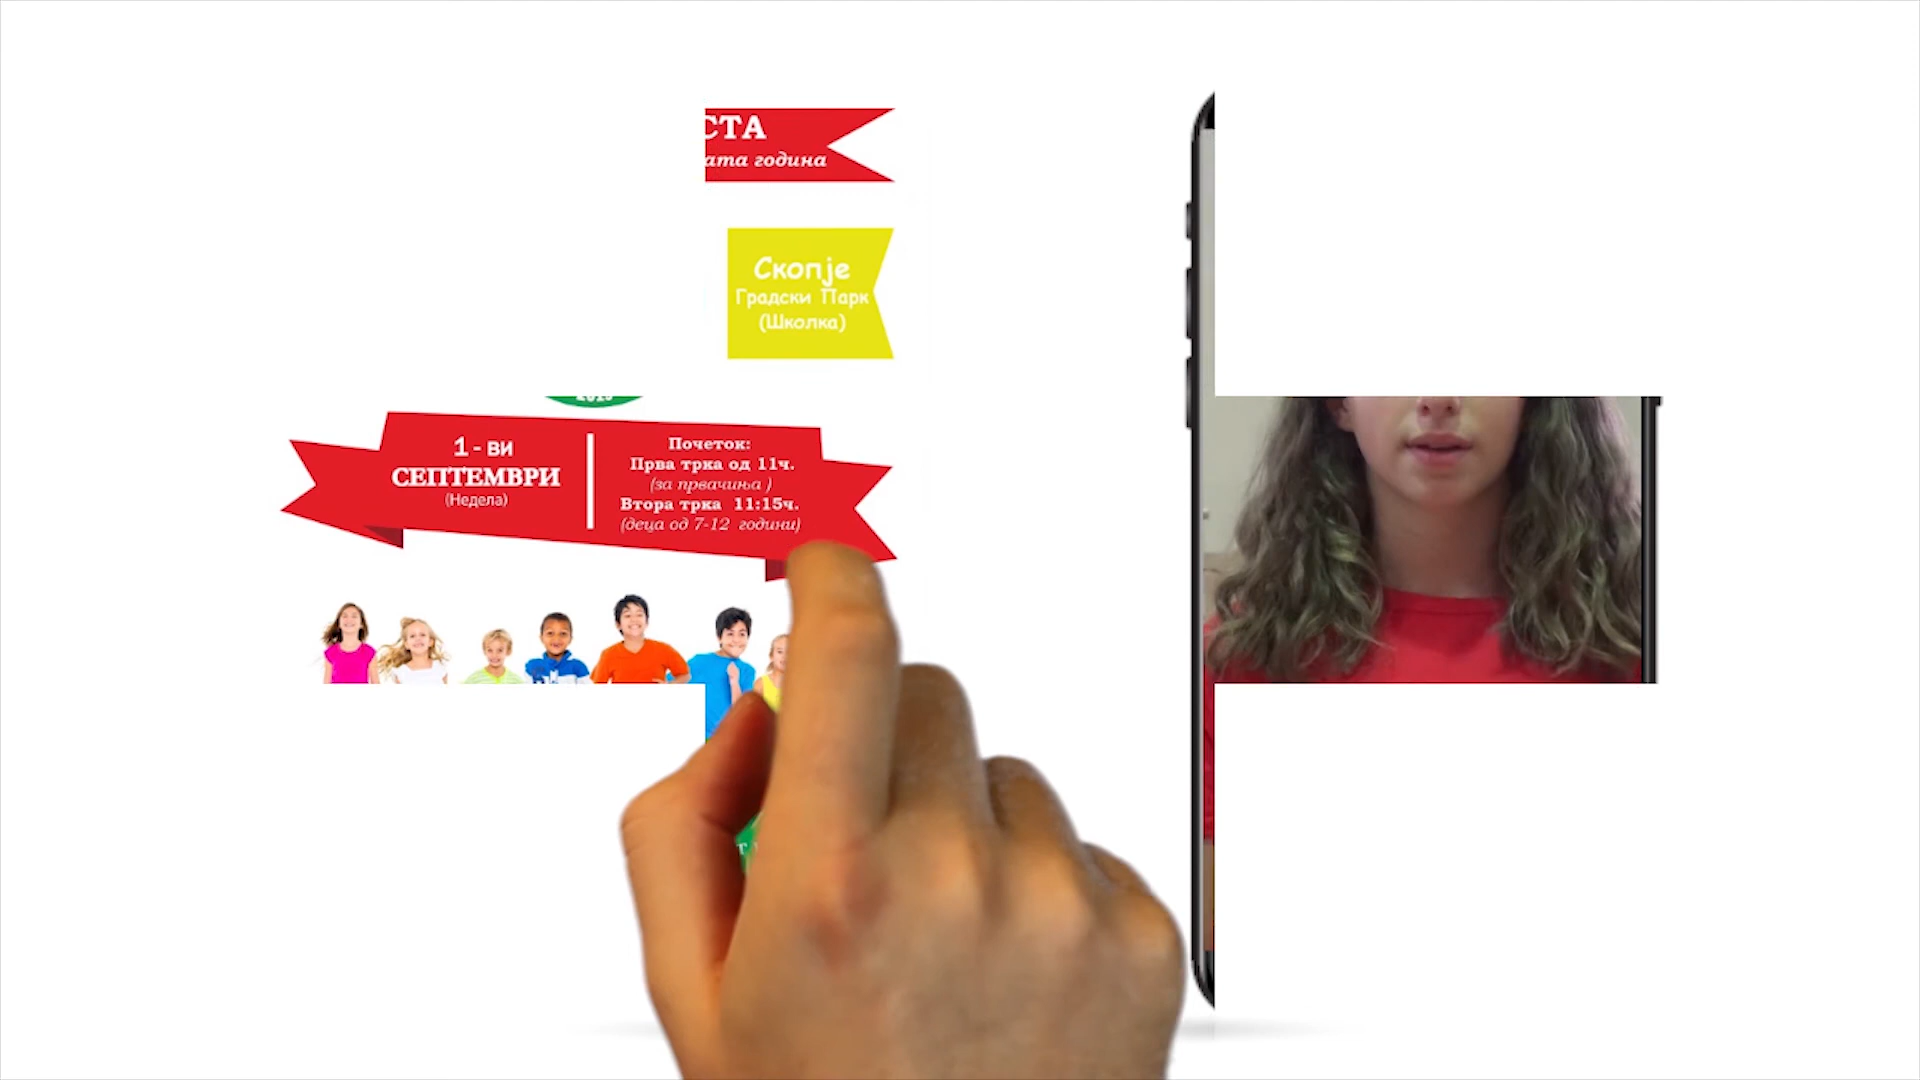 СТА
ата година
Скопје
Градски Парк
(Школка)
1 - ви
СЕПТЕМВРИ
(Недела)
Почеток:
Прва трка од 11ч.
(за првачиња )
Втора трка 11:15ч.
(деца од 7-12 години)